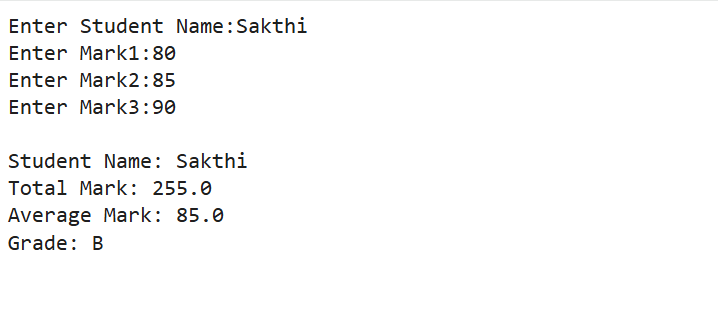 Enter Student Name:Sakthi
Enter Mark1:80
Enter Mark2:85
Enter Mark3:90
Student Name: Sakthi
Total Mark: 255.0
Average Mark: 85.0
Grade: B